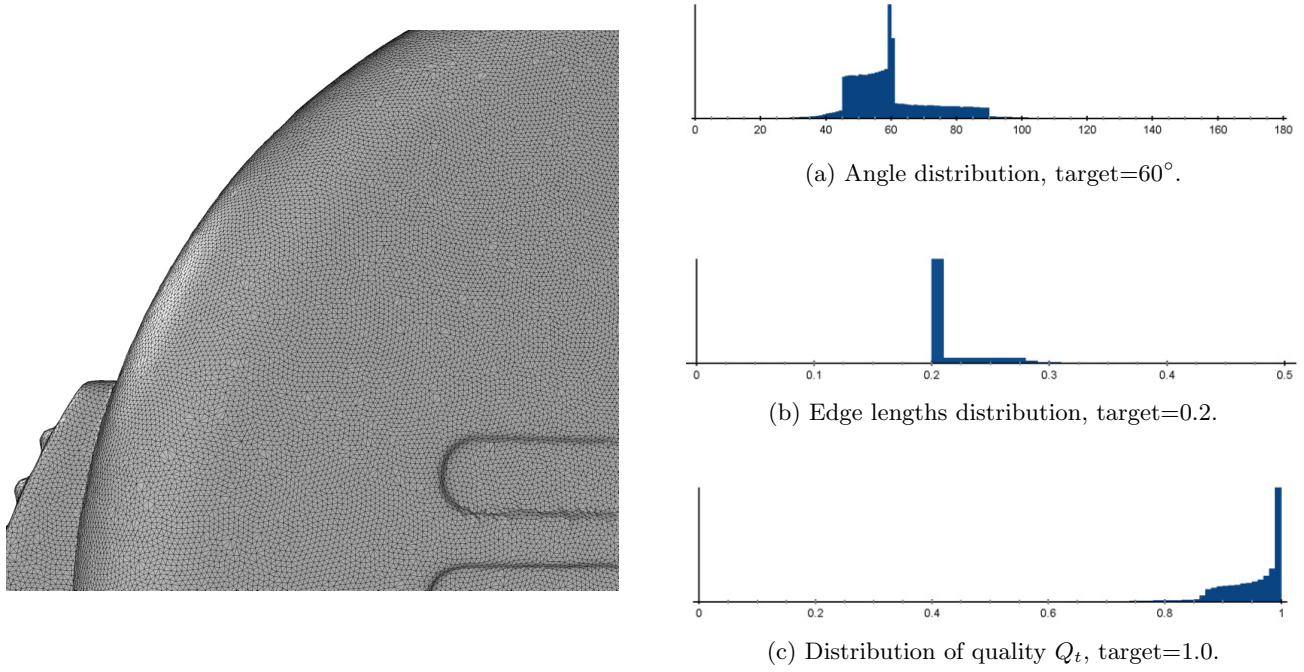 0 20 40 60 80 100 120 140 160 180
(a) Angle distribution, target=60°.
0 0.1 0.2 0.3 0.4 0.5
(b) Edge lengths distribution, target=0.2.
0 0.2 0.4 0.6 0.8 1
(c) Distribution of quality Qₜ, target=1.0.